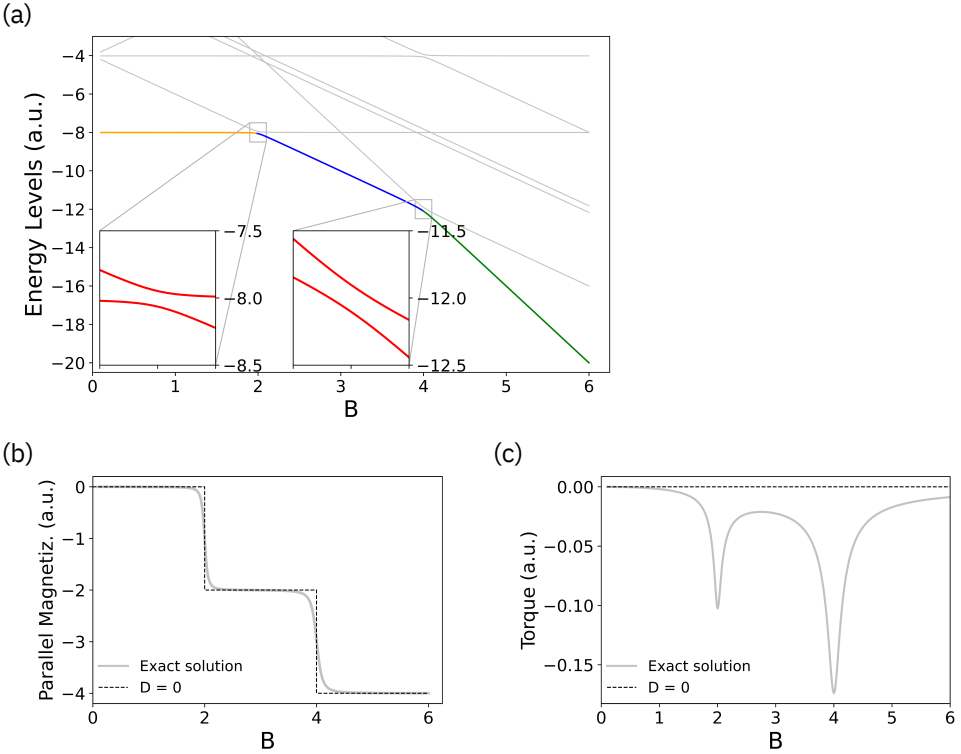 (a)
Energy Levels (a.u.)
−4
−6
−8
−10
−12
−14
−16
−18
−20
−7.5
−8.0
−8.5
−11.5
−12.0
−12.5
0 1 2 3 4 5 6
B
(b)
Parallel Magnetiz. (a.u.)
0
−1
−2
−3
−4
Exact solution
D = 0
0 2 4 6
B
(c)
Torque (a.u.)
0.00
−0.05
−0.10
−0.15
Exact solution
D = 0
0 1 2 3 4 5 6
B